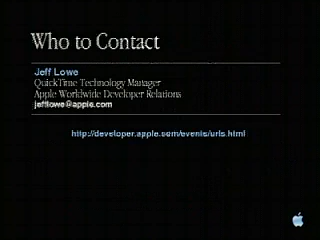 Who to Contact
Jeff Lowe
QuickTime Technology Manager
Apple Worldwide Developer Relations
jefflowe@apple.com
http://developer.apple.com/events/urls.html